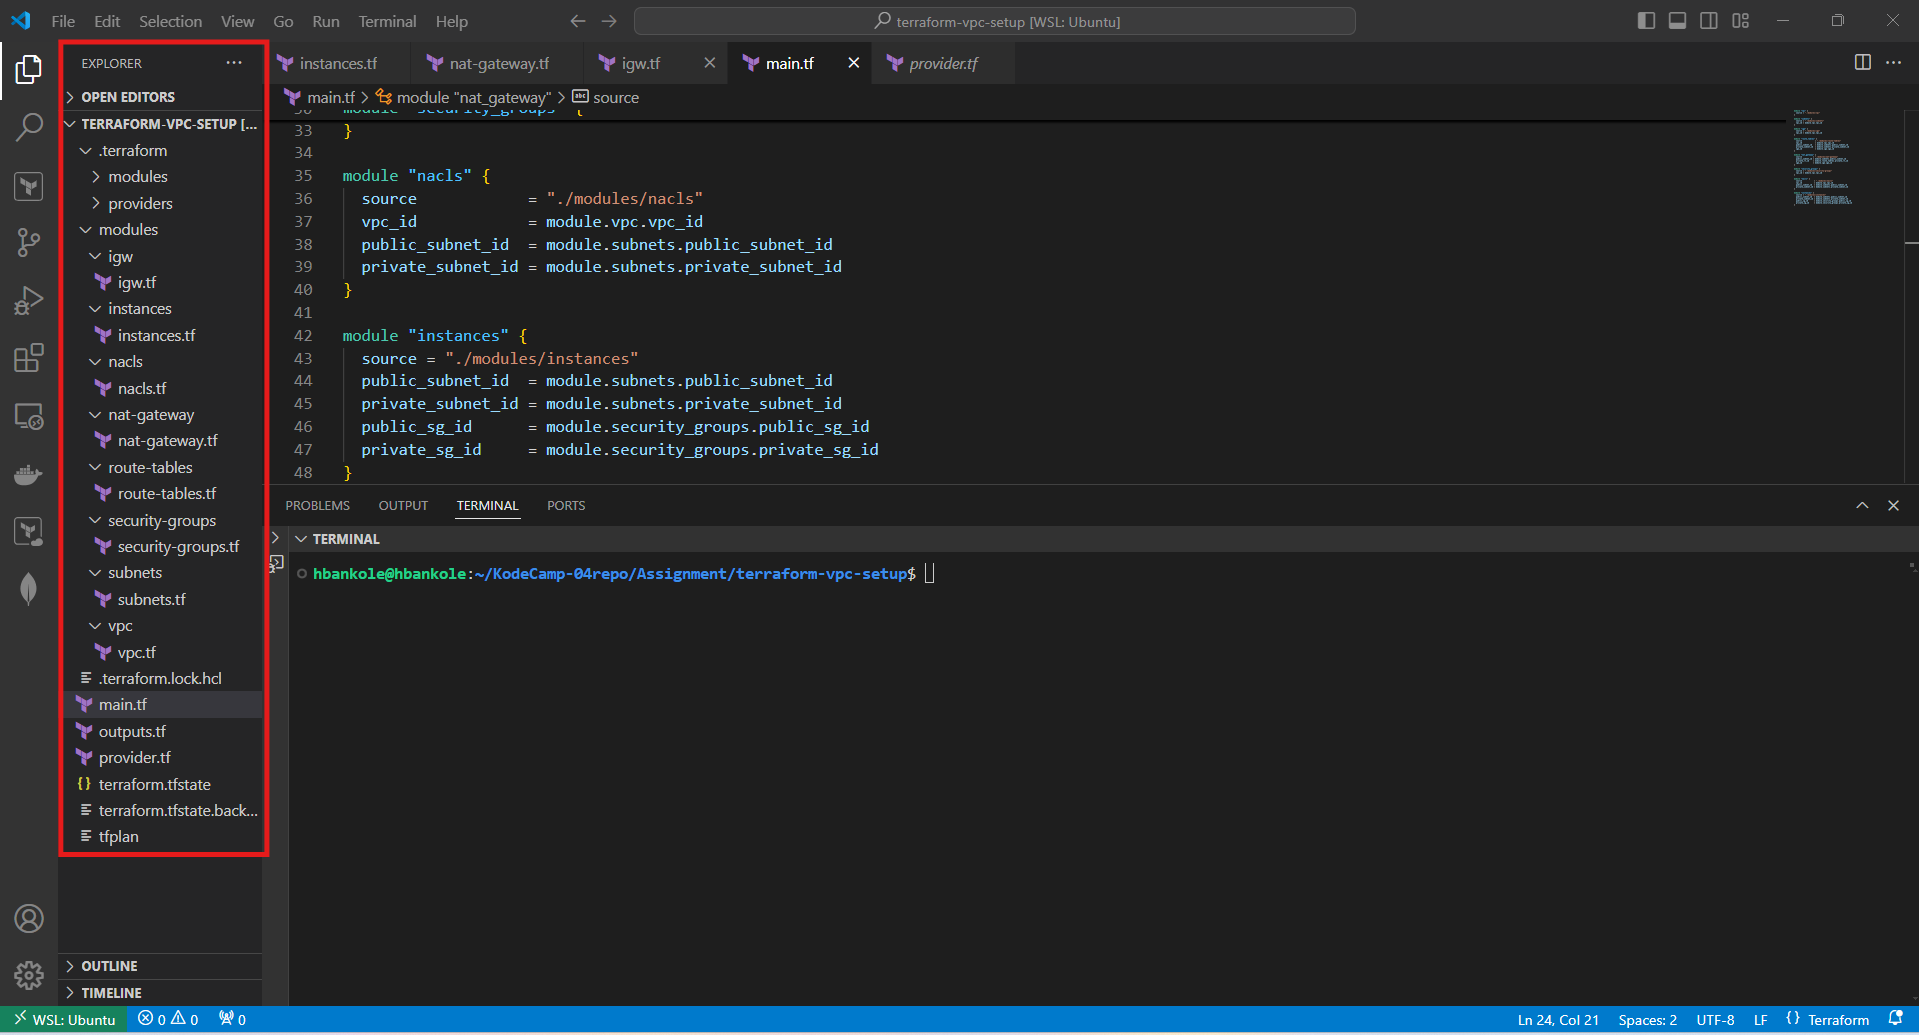 File Edit Selection View Go Run Terminal Help
terraform-vpc-setup [WSL: Ubuntu]
EXPLORER
OPEN EDITORS
TERRAFORM-VPC-SETUP [...
.terraform
modules
providers
modules
igw
igw.tf
instances
instances.tf
nacls
nacls.tf
nat-gateway
nat-gateway.tf
route-tables
route-tables.tf
security-groups
security-groups.tf
subnets
subnets.tf
vpc
vpc.tf
.terraform.lock.hcl
main.tf
outputs.tf
provider.tf
terraform.tfstate
terraform.tfstate.back...
tfplan
OUTLINE
TIMELINE
instances.tf nat-gateway.tf igw.tf main.tf provider.tf
main.tf > module "nat_gateway" > source
30 module "security_groups" {
33 }
34
35 module "nacls" {
36 source = "./modules/nacls"
37 vpc_id = module.vpc.vpc_id
38 public_subnet_id = module.subnets.public_subnet_id
39 private_subnet_id = module.subnets.private_subnet_id
40 }
41
42 module "instances" {
43 source = "./modules/instances"
44 public_subnet_id = module.subnets.public_subnet_id
45 private_subnet_id = module.subnets.private_subnet_id
46 public_sg_id = module.security_groups.public_sg_id
47 private_sg_id = module.security_groups.private_sg_id
48 }
PROBLEMS OUTPUT TERMINAL PORTS
TERMINAL
hbankole@hbankole:~/KodeCamp-04repo/Assignment/terraform-vpc-setup$
WSL: Ubuntu 0 0 0 Ln 24, Col 21 Spaces: 2 UTF-8 LF {} Terraform